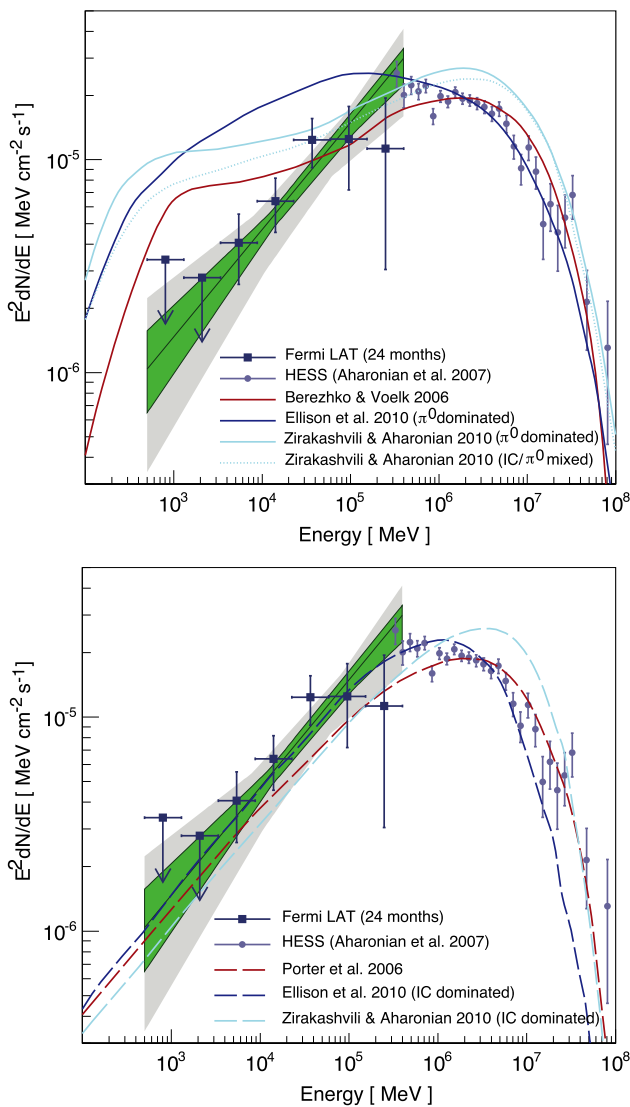 E²dN/dE [ MeV cm⁻² s⁻¹ ]
10⁻⁵
10⁻⁶
Fermi LAT (24 months)
HESS (Aharonian et al. 2007)
Berezhko & Voelk 2006
Ellison et al. 2010 (π⁰dominated)
Zirakashvili & Aharonian 2010 (π⁰ dominated)
Zirakashvili & Aharonian 2010 (IC/π⁰mixed)
10³ 10⁴ 10⁵ 10⁶ 10⁷ 10⁸
Energy [ MeV ]
E²dN/dE [ MeV cm⁻² s⁻¹ ]
10⁻⁵
10⁻⁶
Fermi LAT (24 months)
HESS (Aharonian et al. 2007)
Porter et al. 2006
Ellison et al. 2010 (IC dominated)
Zirakashvili & Aharonian 2010 (IC dominated)
10³ 10⁴ 10⁵ 10⁶ 10⁷ 10⁸
Energy [ MeV ]